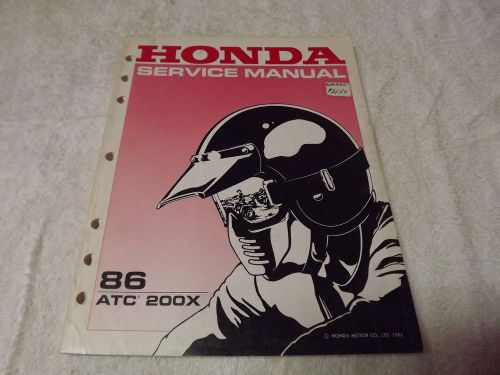 HONDA
SERVICE MANUAL
86
ATC® 200X
© HONDA MOTOR CO., LTD. 1986